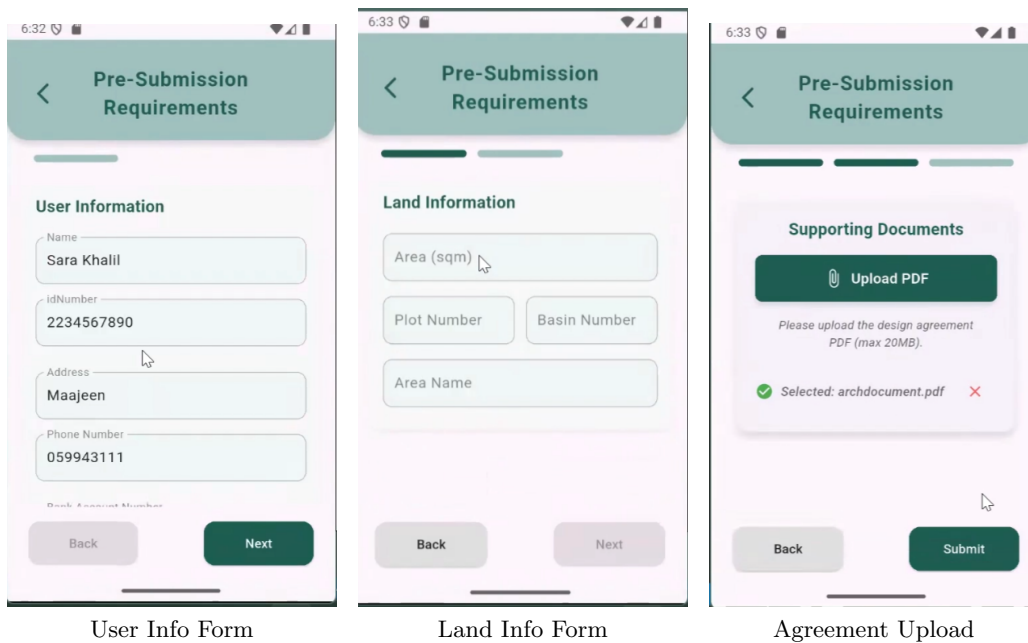 6:32
Pre-Submission
Requirements
User Information
Name
Sara Khalil
idNumber
2234567890
Address
Maajeen
Phone Number
059943111
Bank Account Number
Back
Next
User Info Form
6:33
Pre-Submission
Requirements
Land Information
Area (sqm)
Plot Number
Basin Number
Area Name
Back
Next
Land Info Form
6:33
Pre-Submission
Requirements
Supporting Documents
Upload PDF
Please upload the design agreement
PDF (max 20MB).
Selected: archdocument.pdf
Back
Submit
Agreement Upload